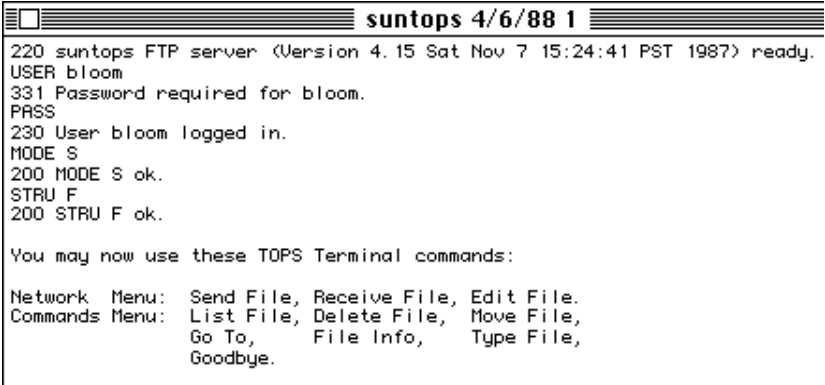 suntops 4/6/88 1
220 suntops FTP server (Version 4.15 Sat Nov 7 15:24:41 PST 1987) ready.
USER bloom
331 Password required for bloom.
PASS
230 User bloom logged in.
MODE S
200 MODE S ok.
STRU F
200 STRU F ok.
You may now use these TOPS Terminal commands:
Network Menu: Send File, Receive File, Edit File.
Commands Menu: List File, Delete File, Move File,
Go To, File Info, Type File,
Goodbye.